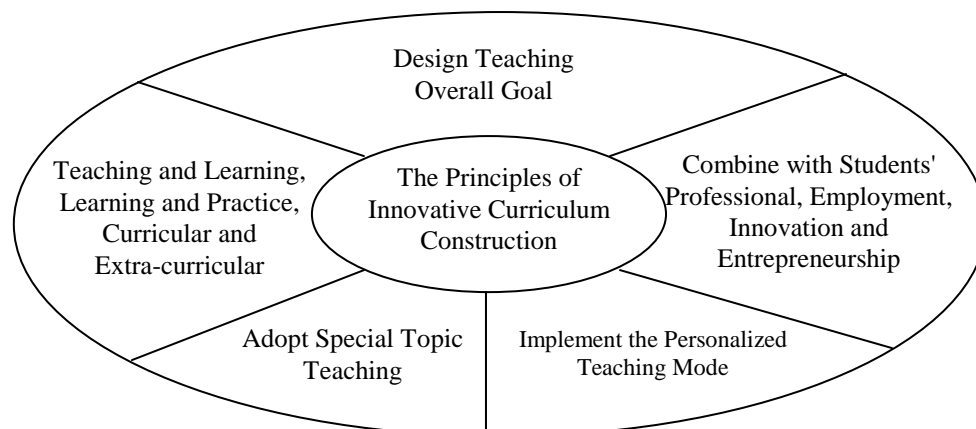 Design Teaching
Overall Goal
Teaching and Learning,
Learning and Practice,
Curricular and
Extra-curricular
The Principles of
Innovative Curriculum
Construction
Combine with Students'
Professional, Employment,
Innovation and
Entrepreneurship
Adopt Special Topic
Teaching
Implement the Personalized
Teaching Mode